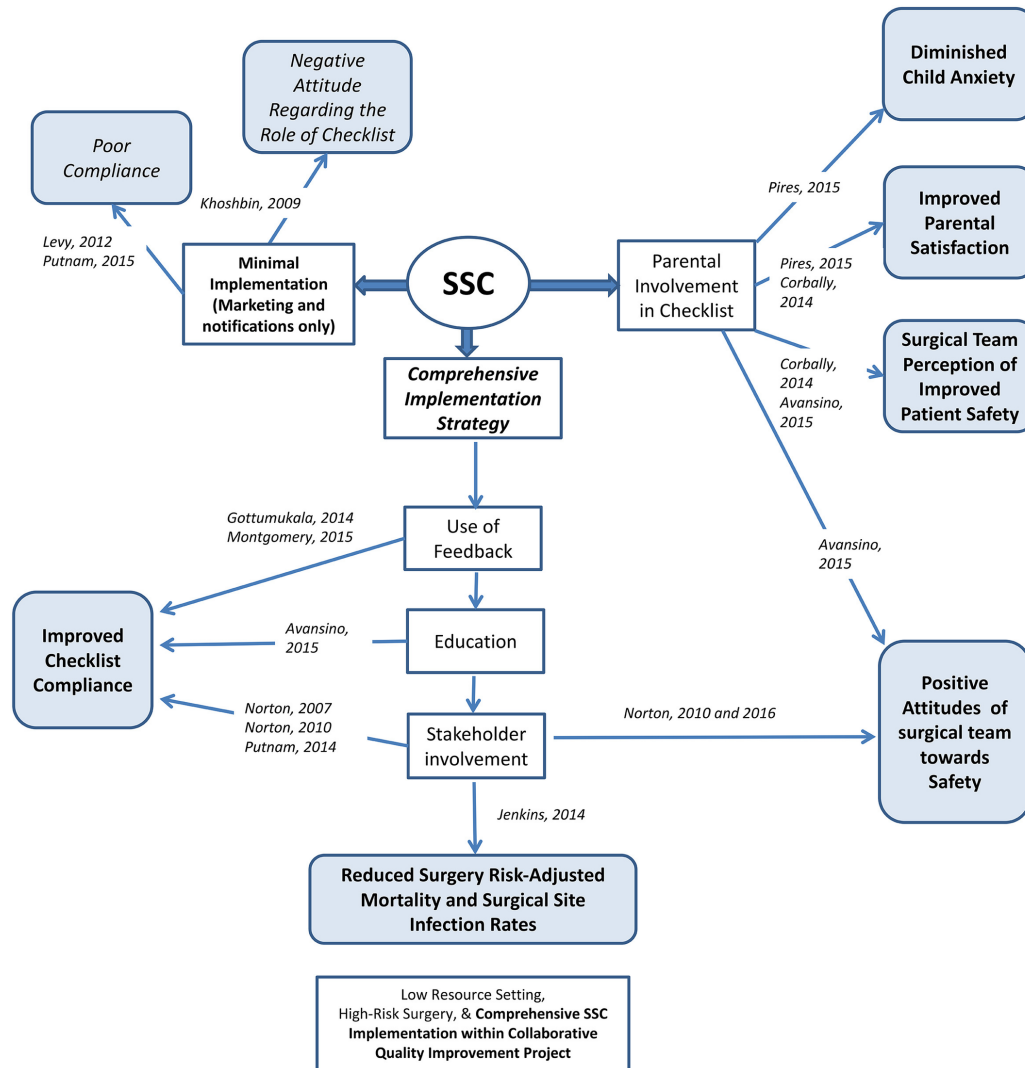 Negative
Attitude
Regarding the
Role of Checklist
Poor
Compliance
Khoshbin, 2009
Levy, 2012
Putnam, 2015
Minimal
Implementation
(Marketing and
notifications only)
SSC
Parental
Involvement
in Checklist
Diminished
Child Anxiety
Pires, 2015
Improved
Parental
Satisfaction
Pires, 2015
Corbally,
2014
Surgical Team
Perception of
Improved
Patient Safety
Corbally,
2014
Avansino,
2015
Comprehensive
Implementation
Strategy
Gottumukala, 2014
Montgomery, 2015
Use of
Feedback
Avansino,
2015
Improved
Checklist
Compliance
Avansino,
2015
Education
Norton, 2007
Norton, 2010
Putnam, 2014
Stakeholder
involvement
Norton, 2010 and 2016
Positive
Attitudes of
surgical team
towards
Safety
Jenkins, 2014
Reduced Surgery Risk-Adjusted
Mortality and Surgical Site
Infection Rates
Low Resource Setting,
High-Risk Surgery, & Comprehensive SSC
Implementation within Collaborative
Quality Improvement Project